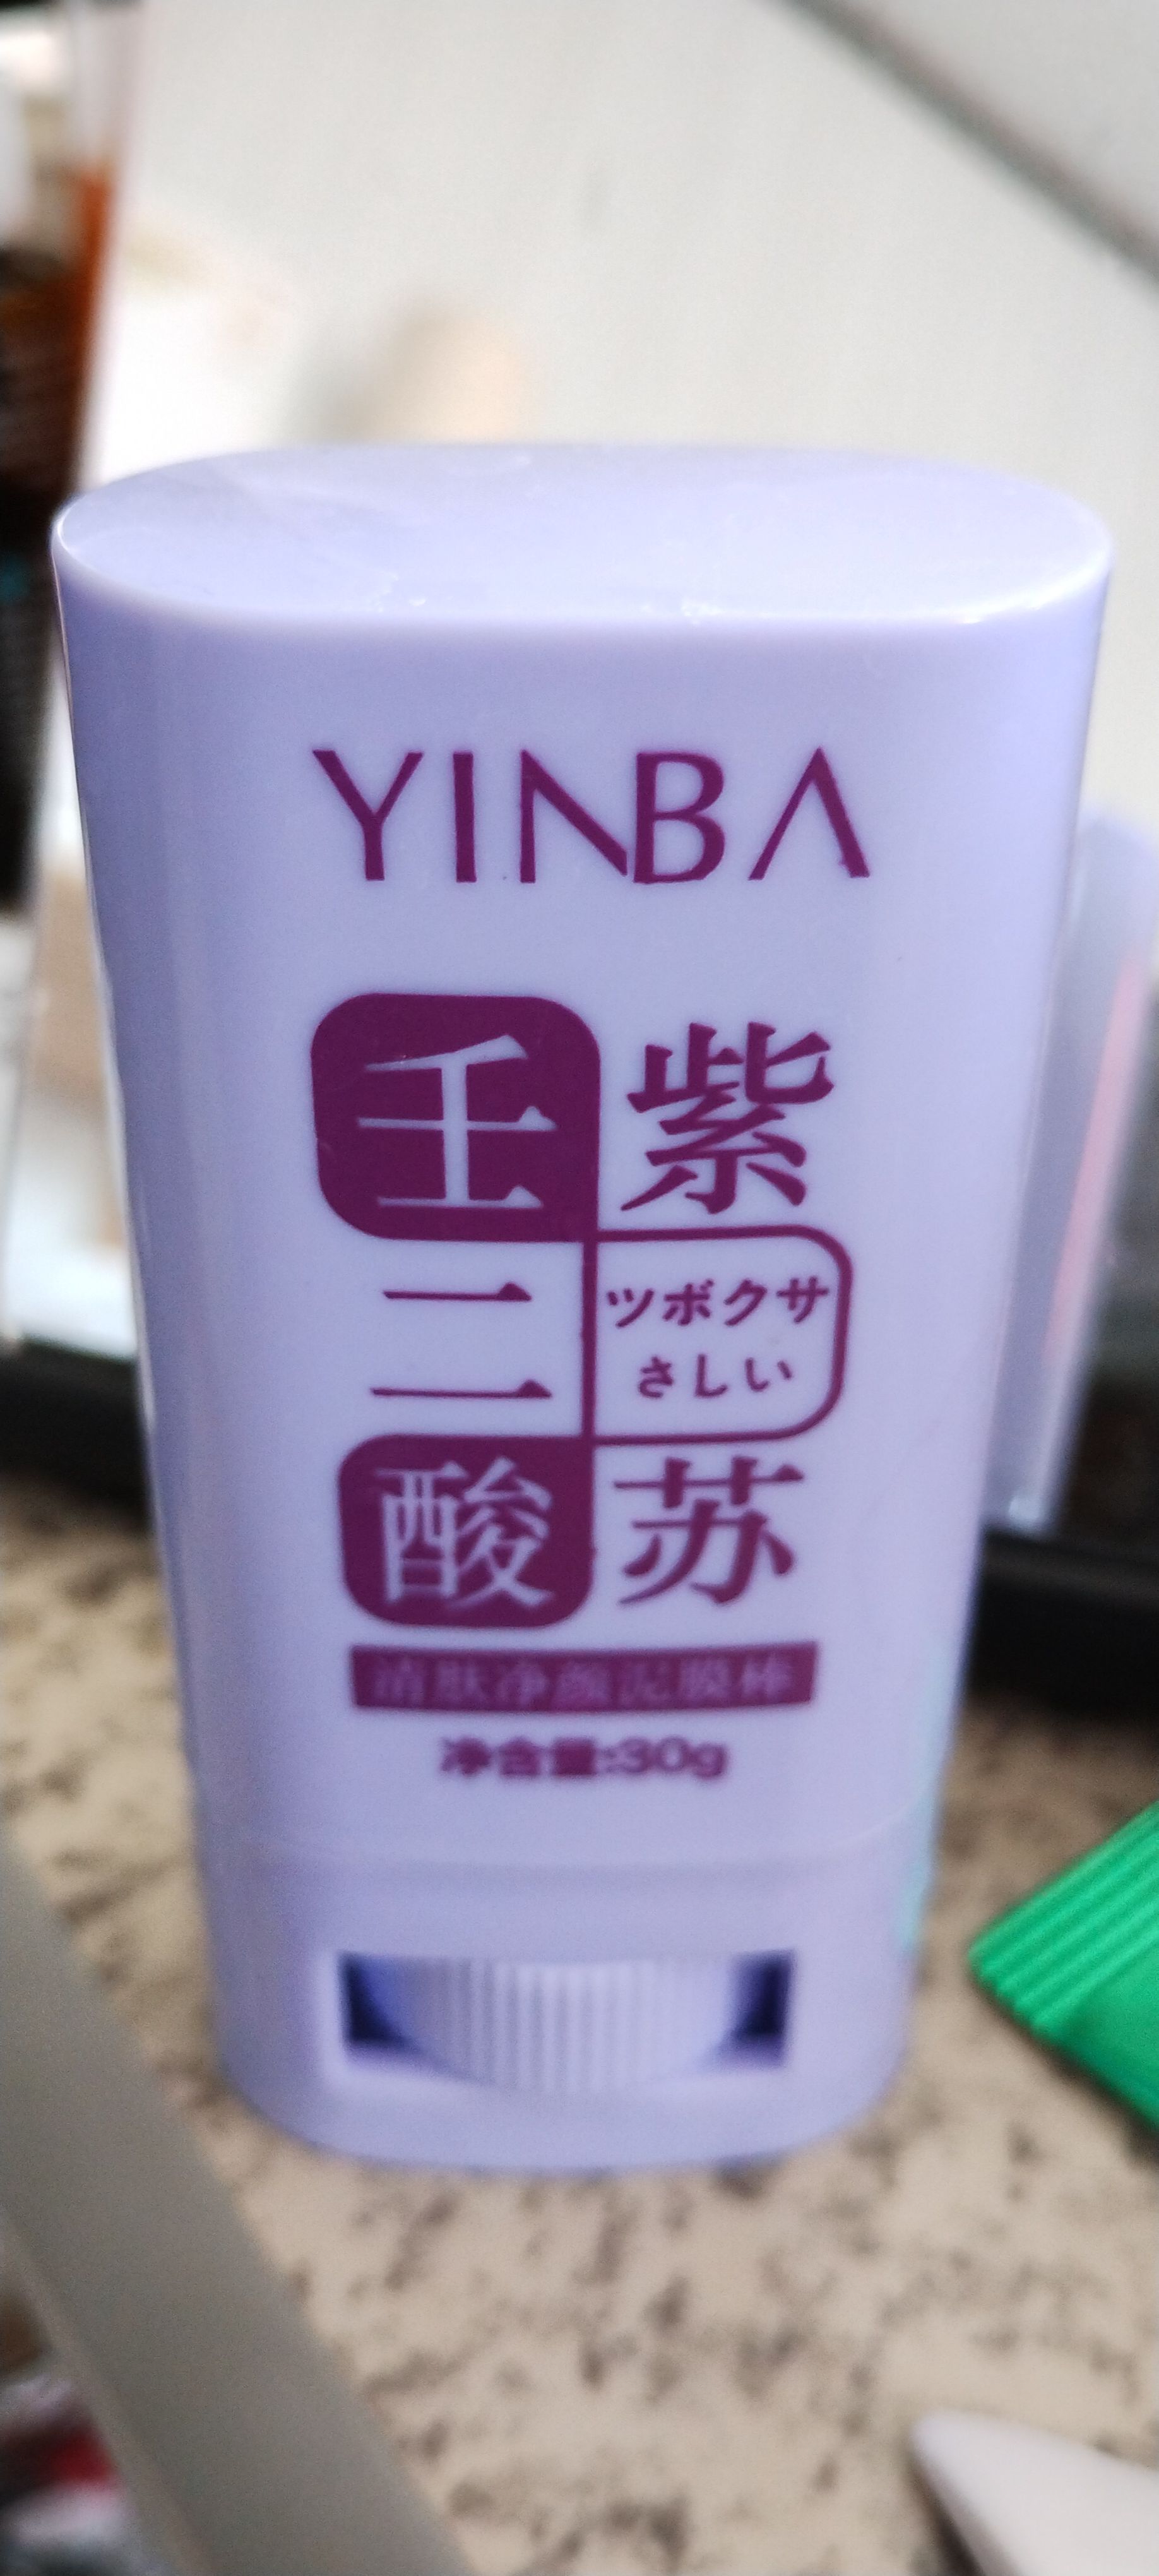 YINBA
壬二酸
紫苏
ツボクサ
さしい
清肤净颜泥膜棒
净含量:30g